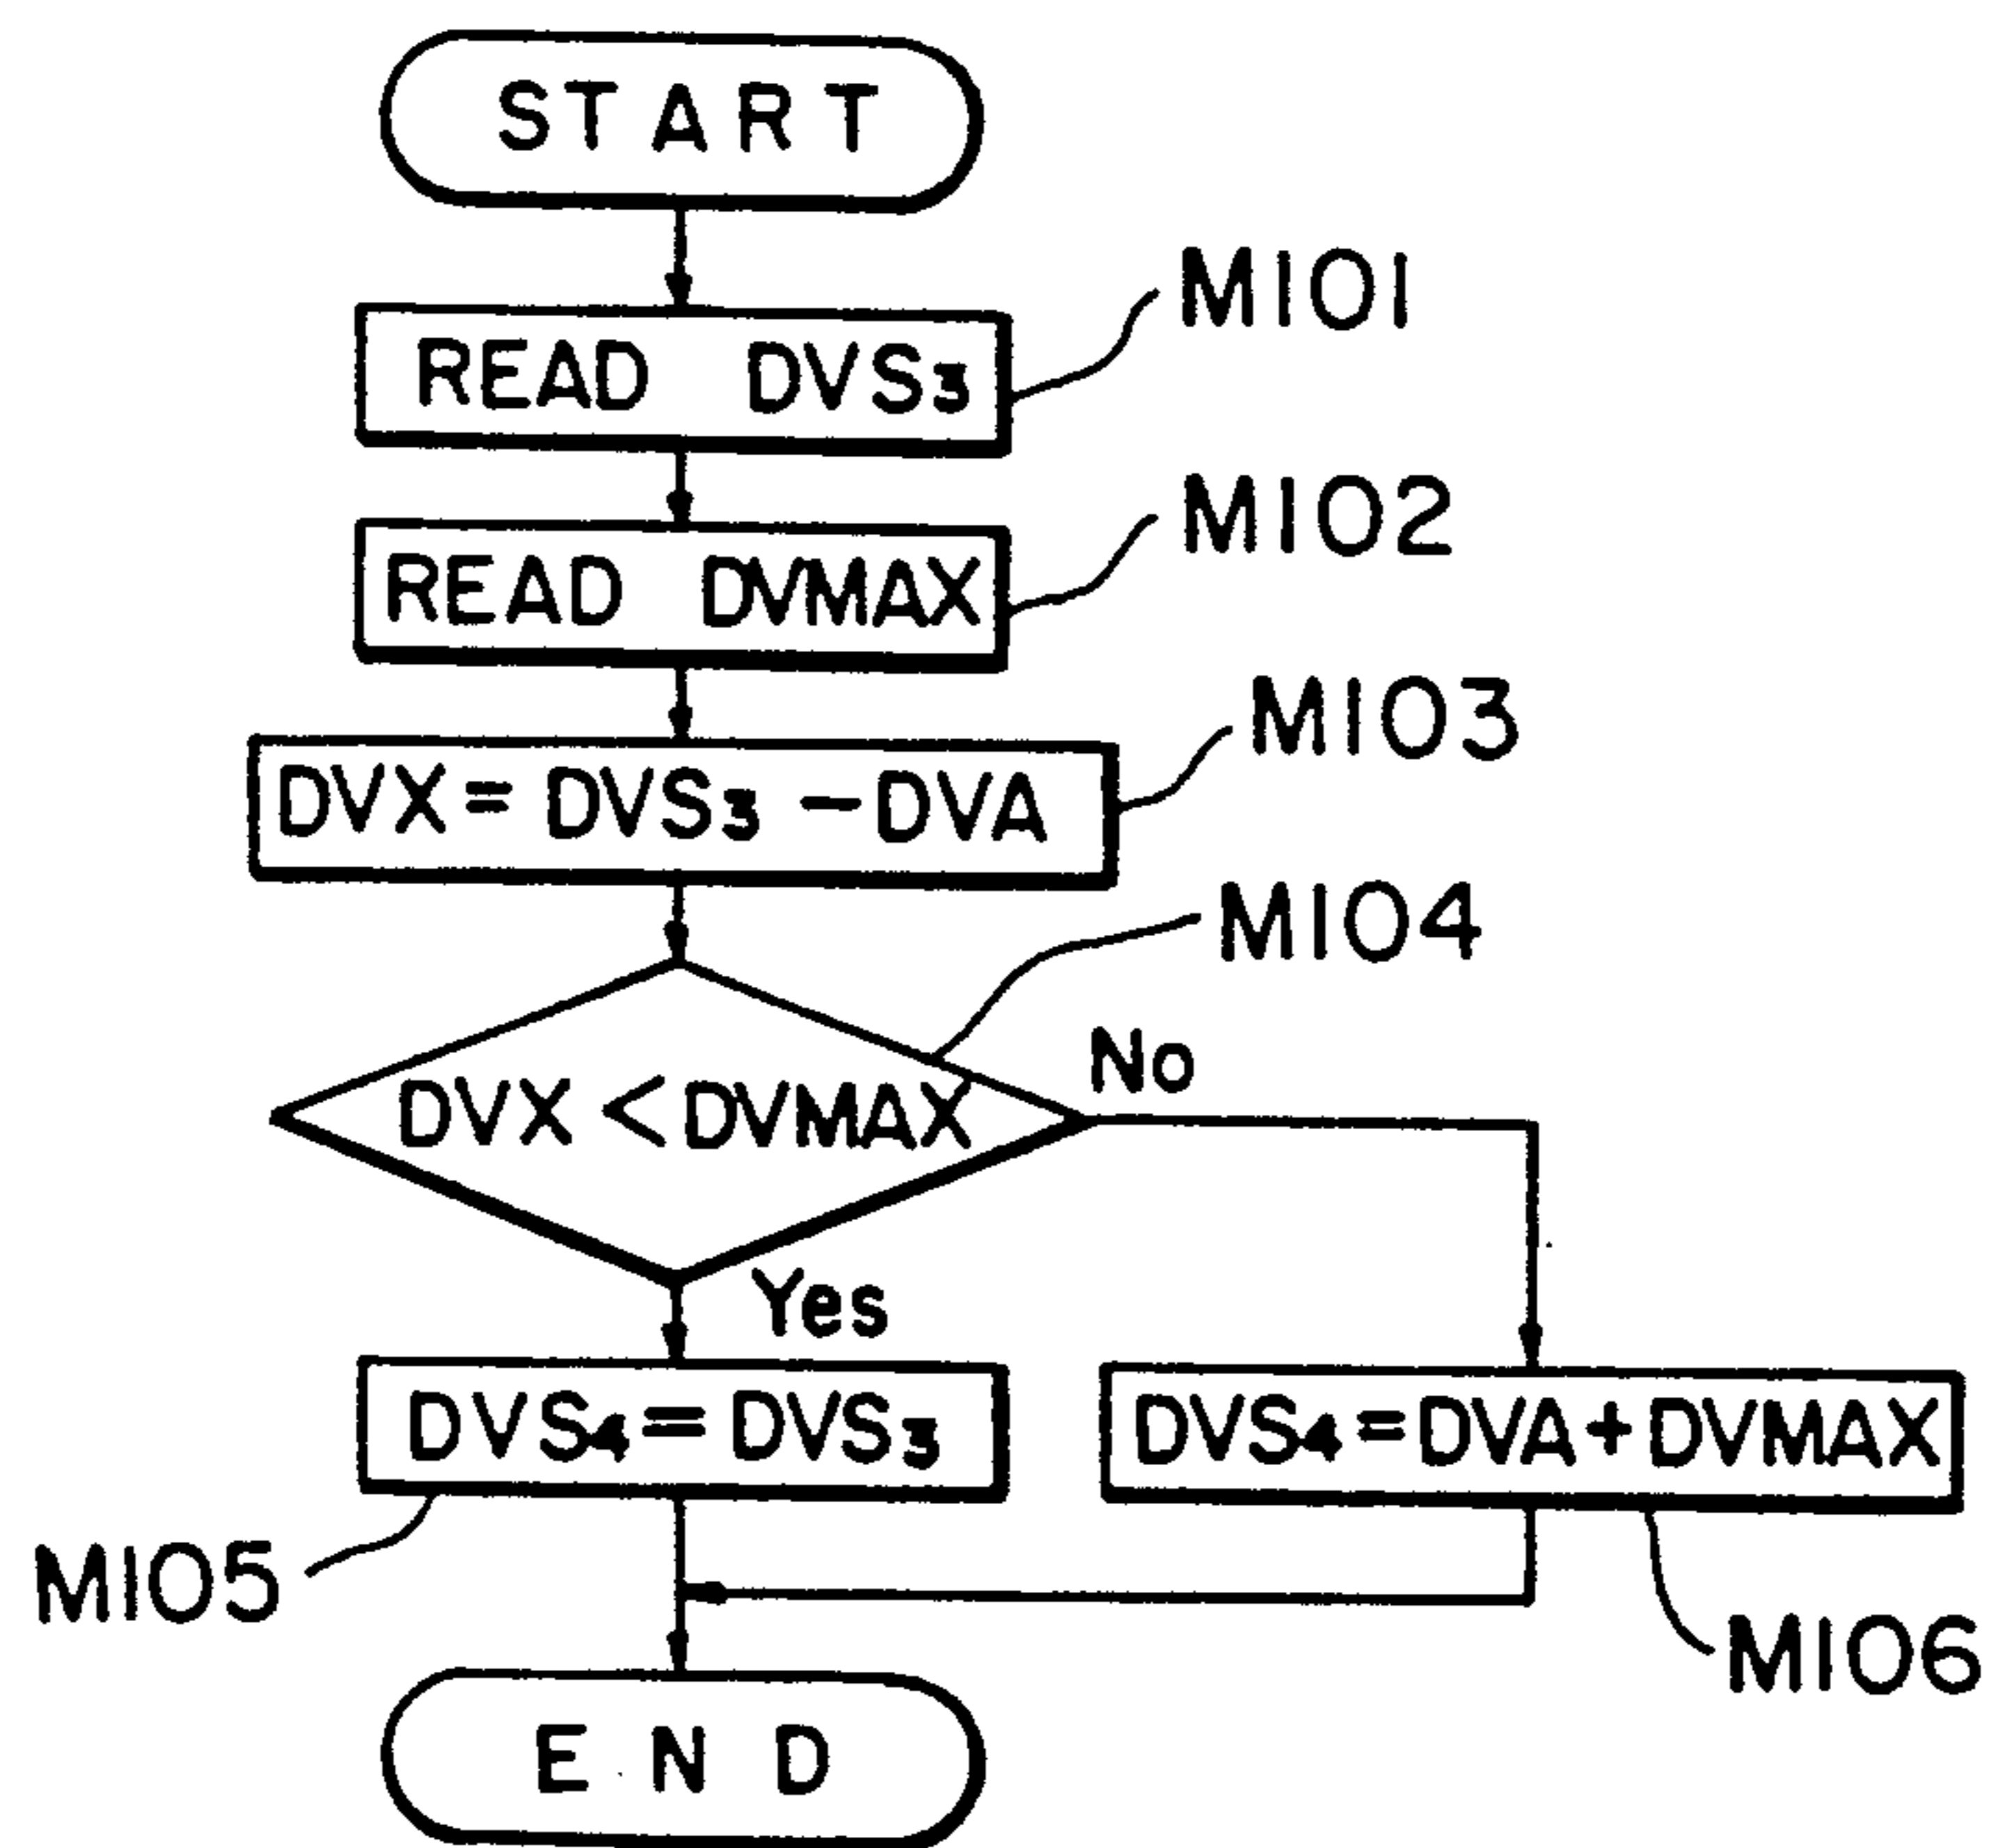 START
M101
READ DVS₃
M102
READ DVMAX
M103
DVX = DVS₃ - DVA
M104
DVX < DVMAX
No
Yes
DVS₄ = DVS₃
DVS₄ = DVA + DVMAX
M105
M106
END